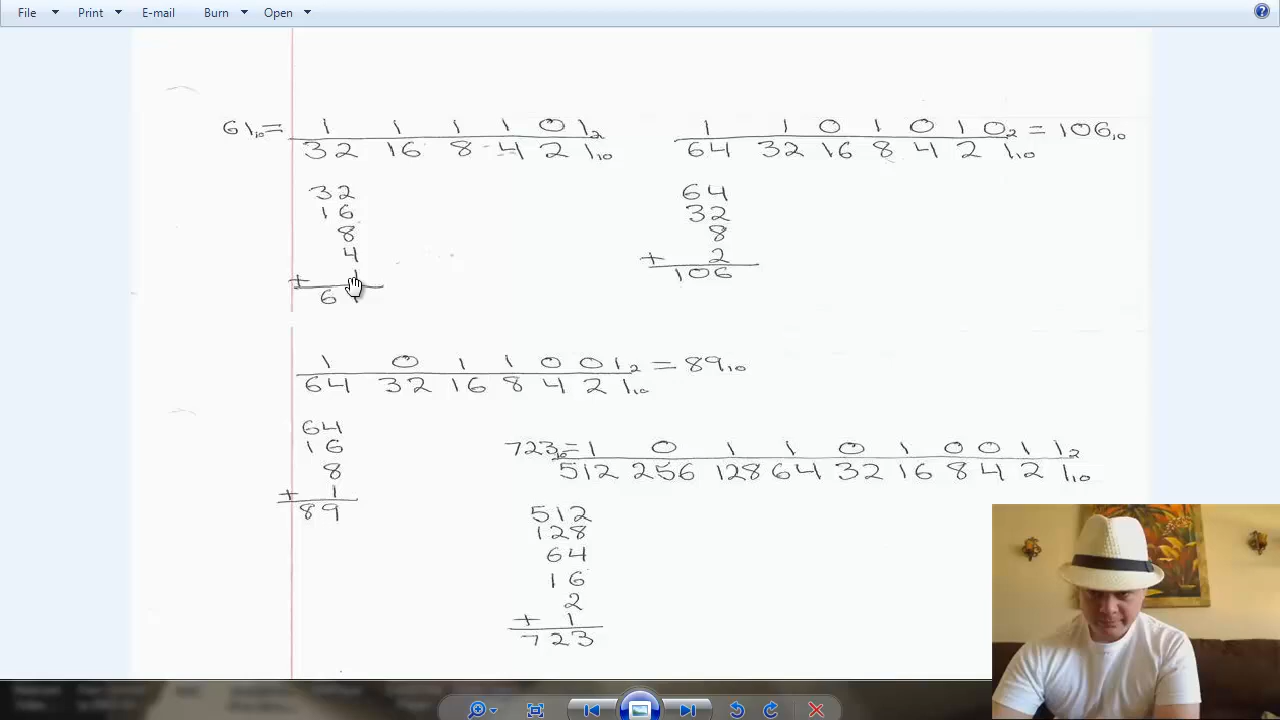 File Print E-mail Burn Open
61₁₀= 1 1 1 1 0 1₂
32 16 8 4 2 1₁₀
32
16
8
4
+ 1
61
1 1 0 1 0 1 0₂ = 106₁₀
64 32 16 8 4 2 1₁₀
64
32
8
+ 2
106
1 0 1 1 0 0 1₂ = 89₁₀
64 32 16 8 4 2 1₁₀
64
16
8
+ 1
89
723₁₀= 1 0 1 1 0 1 0 0 1 1₂
512 256 128 64 32 16 8 4 2 1₁₀
512
128
64
16
2
+ 1
723